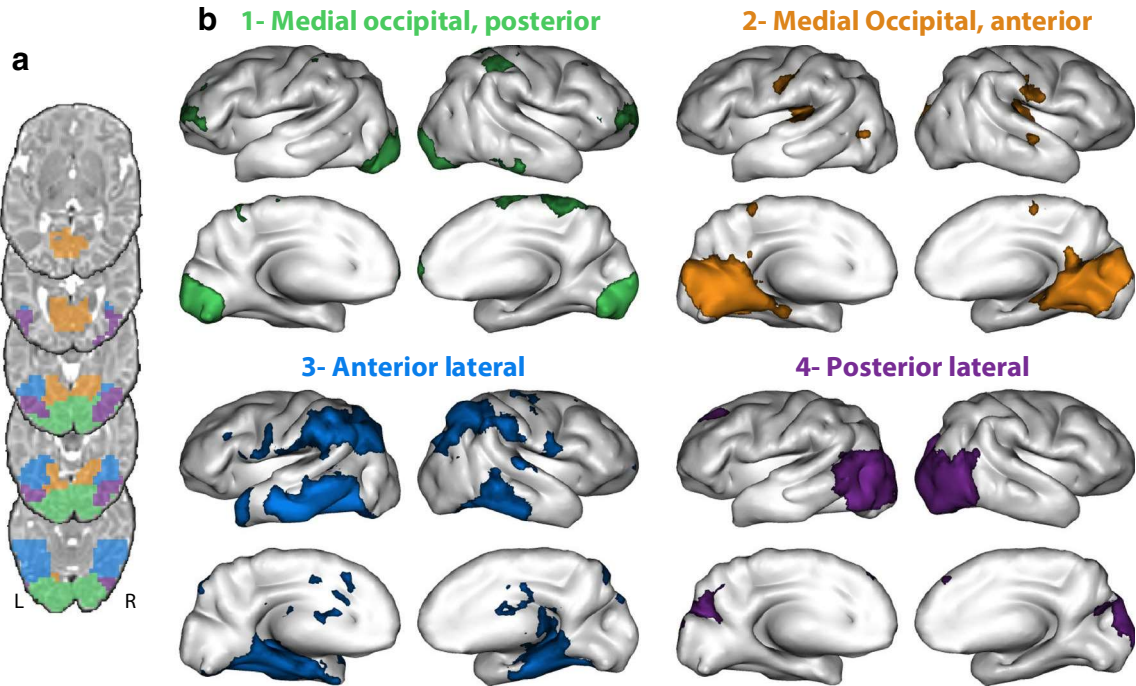 a
b
1- Medial occipital, posterior
2- Medial Occipital, anterior
3- Anterior lateral
4- Posterior lateral
L
R